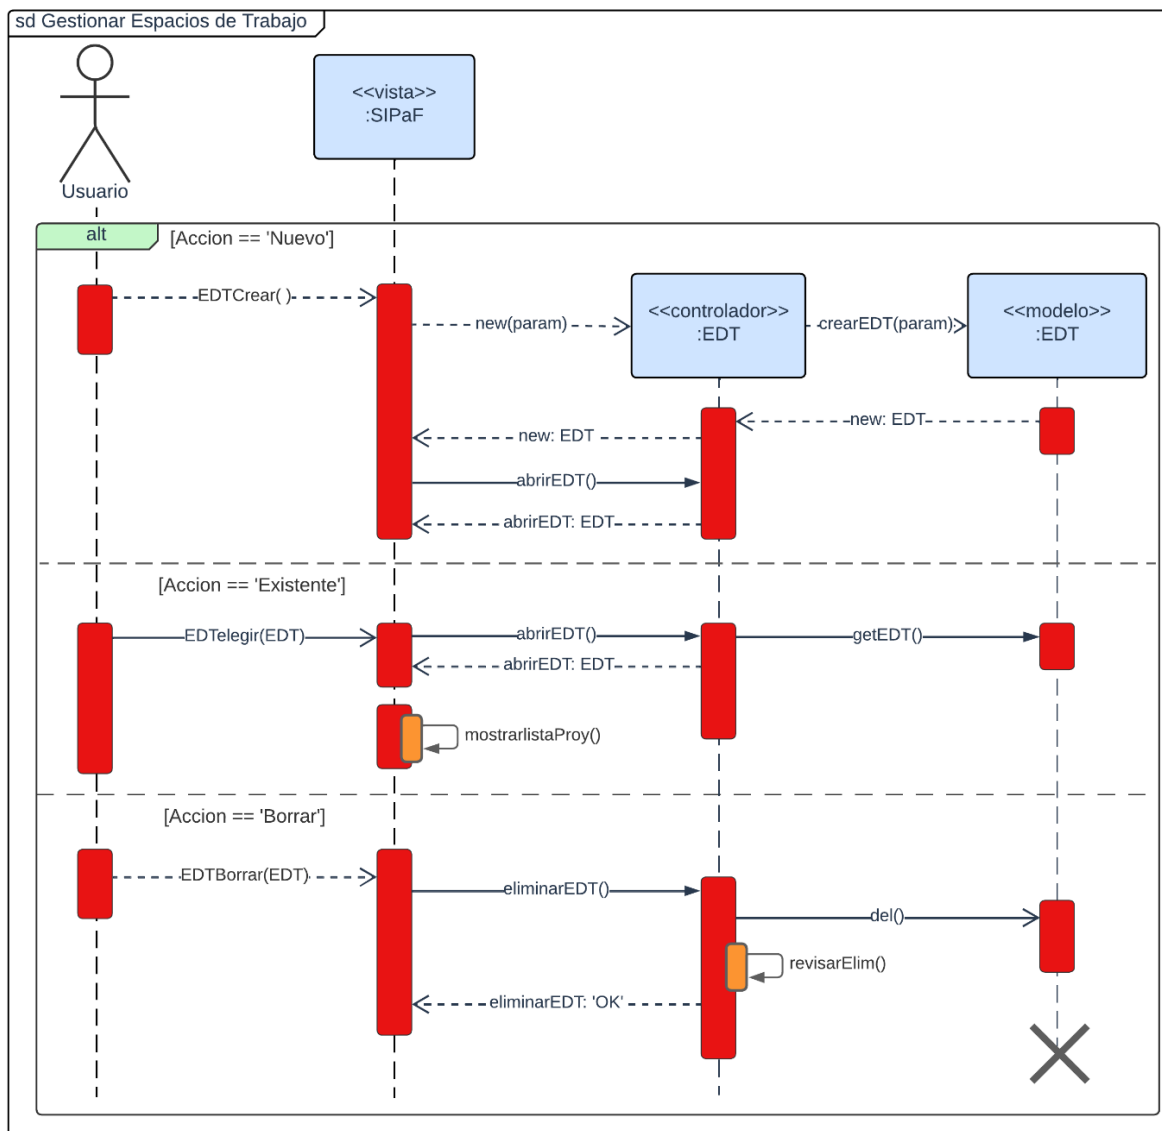 sd Gestionar Espacios de Trabajo
<<vista>>
:SIPaF
Usuario
alt
[Accion == 'Nuevo']
EDTCrear( )
new(param)
<<controlador>>
:EDT
crearEDT(param)
<<modelo>>
:EDT
new: EDT
new: EDT
abrirEDT()
abrirEDT: EDT
[Accion == 'Existente']
EDTelegir(EDT)
abrirEDT()
getEDT()
abrirEDT: EDT
mostrarlistaProy()
[Accion == 'Borrar']
EDTBorrar(EDT)
eliminarEDT()
del()
revisarElim()
eliminarEDT: 'OK'